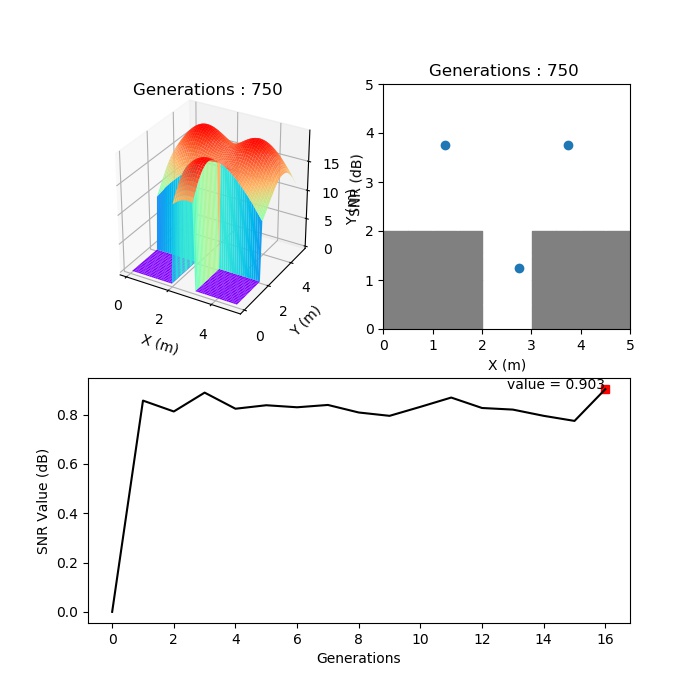 Generations : 750
15
10
5
0
SNR (dB)
0
2
4
X (m)
0
2
4
Y (m)
Generations : 750
5
4
3
2
1
0
Y (m)
0 1 2 3 4 5
X (m)
value = 0.903
0.8
0.6
0.4
0.2
0.0
SNR Value (dB)
0 2 4 6 8 10 12 14 16
Generations